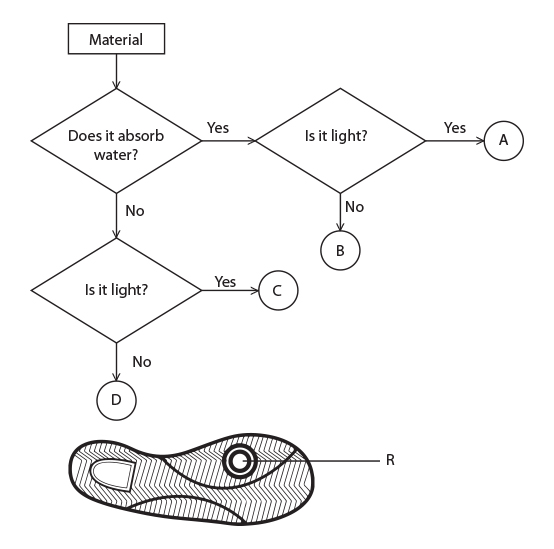 Material
Does it absorb
water?
Yes
Is it light?
Yes
A
No
B
No
Is it light?
Yes
C
No
D
R